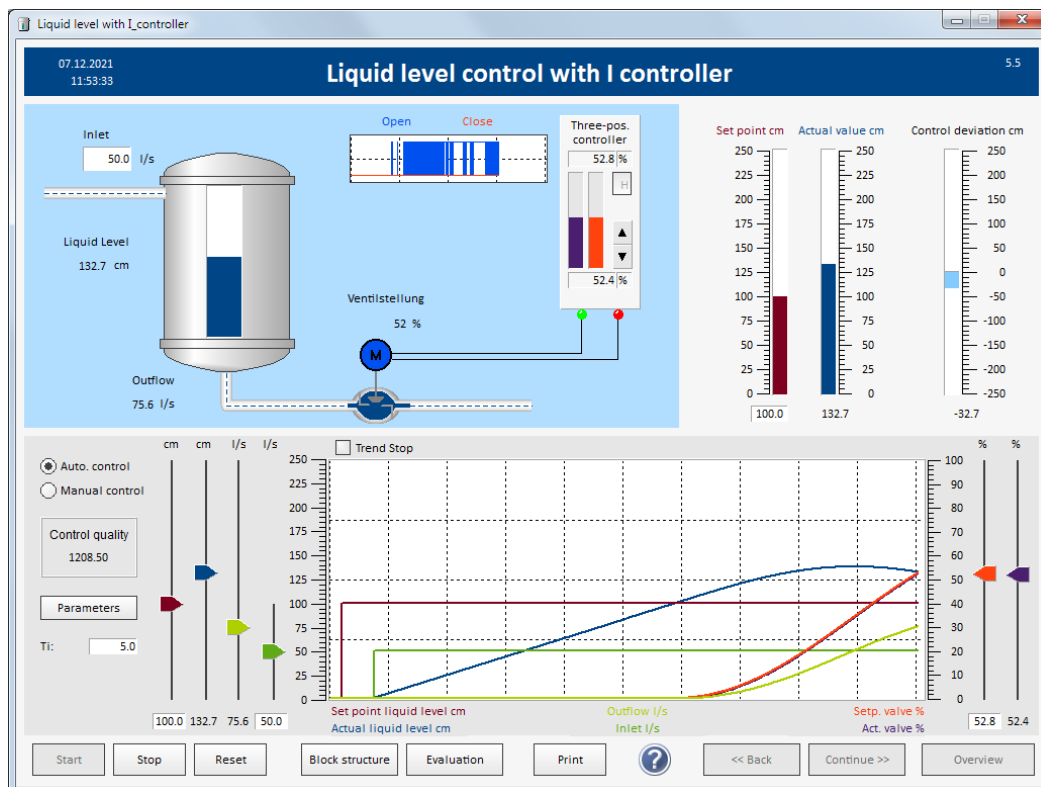 Liquid level with I_controller
07.12.2021
11:53:33
Liquid level control with I controller
5.5
Inlet
50.0 l/s
Liquid Level
132.7 cm
Outflow
75.6 l/s
Open Close
Ventilstellung
52 %
M
Three-pos.
controller
52.8 %
H
52.4 %
Set point cm Actual value cm Control deviation cm
250 250 250
225 225 200
200 200 150
175 175 100
150 150 50
125 125 0
100 100 -50
75 75 -100
50 50 -150
25 25 -200
0 0 -250
100.0 132.7 -32.7
Auto. control
Manual control
Control quality
1208.50
Parameters
Ti: 5.0
cm cm l/s l/s
100.0 132.7 75.6 50.0
Trend Stop
250
225
200
175
150
125
100
75
50
25
0
100
90
80
70
60
50
40
30
20
10
0
Set point liquid level cm Outflow l/s Setp. valve %
Actual liquid level cm Inlet l/s Act. valve %
% %
52.8 52.4
Start Stop Reset Block structure Evaluation Print ? << Back Continue >> Overview